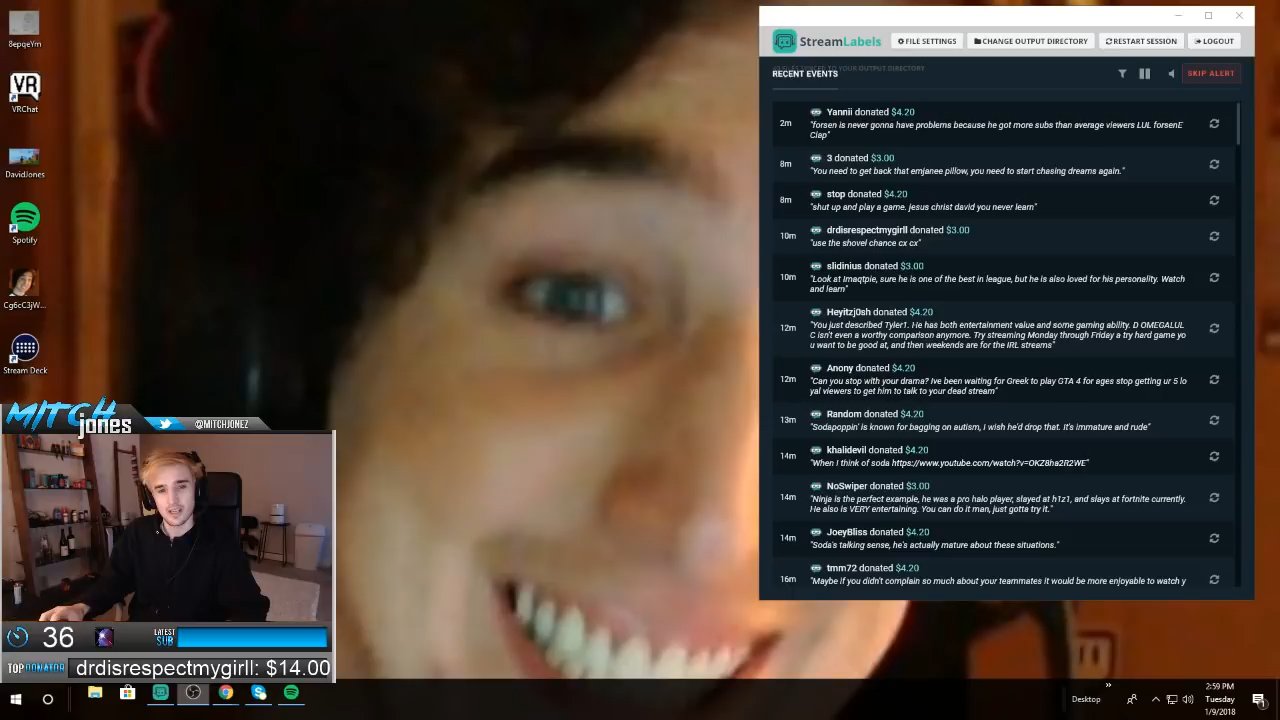 8epqeYm
VRChat
DavidJones
Spotify
Cg6cC3jW...
Stream Deck
StreamLabels
FILE SETTINGS
CHANGE OUTPUT DIRECTORY
RESTART SESSION
LOGOUT
RECENT EVENTS
SKIP ALERT
2m
Yannii donated $4.20
"forsen is never gonna have problems because he got more subs than average viewers LUL forsenE
Clap"
8m
3 donated $3.00
"You need to get back that emjanee pillow, you need to start chasing dreams again."
8m
stop donated $4.20
"shut up and play a game. jesus christ david you never learn"
10m
drdisrespectmygirll donated $3.00
"use the shovel chance cx cx"
10m
slidinius donated $3.00
"Look at Imaqtpie, sure he is one of the best in league, but he is also loved for his personality. Watch
and learn"
12m
Heyitzj0sh donated $4.20
"You just described Tyler1. He has both entertainment value and some gaming ability. D OMEGALUL
C isn't even a worthy comparison anymore. Try streaming Monday through Friday a try hard game yo
u want to be good at, and then weekends are for the IRL streams"
12m
Anony donated $4.20
"Can you stop with your drama? Ive been waiting for Greek to play GTA 4 for ages stop getting ur 5 lo
yal viewers to get him to talk to your dead stream"
13m
Random donated $4.20
"Sodapoppin' is known for bagging on autism, I wish he'd drop that. It's immature and rude"
14m
khalidevil donated $4.20
"When I think of soda https://www.youtube.com/watch?v=OKZ8ha2R2WE"
14m
NoSwiper donated $3.00
"Ninja is the perfect example, he was a pro halo player, slayed at h1z1, and slays at fortnite currently.
He also is VERY entertaining. You can do it man, just gotta try it."
14m
JoeyBliss donated $4.20
"Soda's talking sense, he's actually mature about these situations."
16m
tmm72 donated $4.20
"Maybe if you didn't complain so much about your teammates it would be more enjoyable to watch y
MITCH
jones
@MITCHJONEZ
36
LATEST
SUB
TOP DONATOR
drdisrespectmygirll: $14.00
Desktop
2:59 PM
Tuesday
1/9/2018